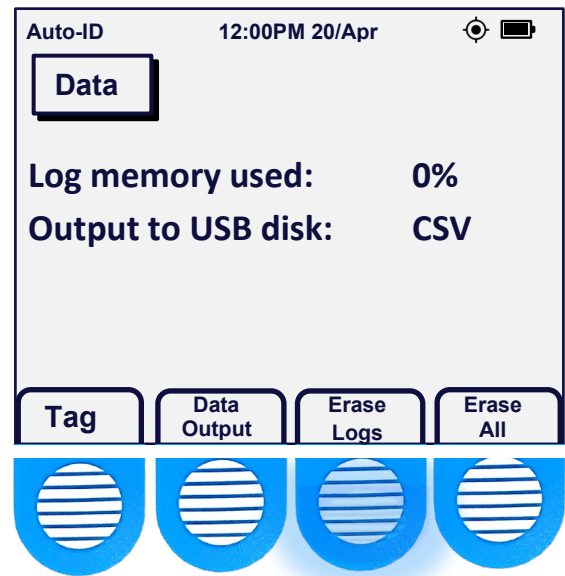 Auto-ID 12:00PM 20/Apr
Data
Log memory used: 0%
Output to USB disk: CSV
Tag
Data
Output
Erase
Logs
Erase
All